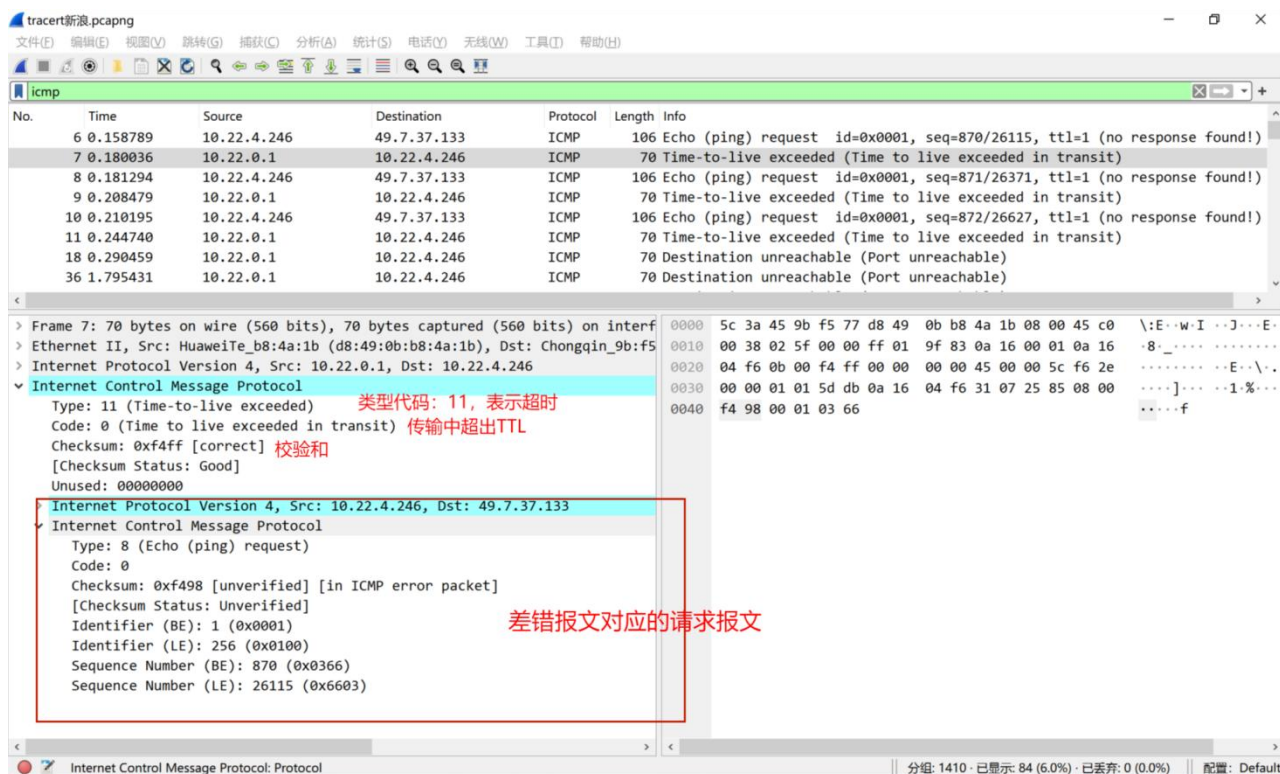 tracert新浪.pcapng
文件(F) 编辑(E) 视图(V) 跳转(G) 捕获(C) 分析(A) 统计(S) 电话(Y) 无线(W) 工具(T) 帮助(H)
icmp
No. Time Source Destination Protocol Length Info
6 0.158789 10.22.4.246 49.7.37.133 ICMP 106 Echo (ping) request id=0x0001, seq=870/26115, ttl=1 (no response found!)
7 0.180036 10.22.0.1 10.22.4.246 ICMP 70 Time-to-live exceeded (Time to live exceeded in transit)
8 0.181294 10.22.4.246 49.7.37.133 ICMP 106 Echo (ping) request id=0x0001, seq=871/26371, ttl=1 (no response found!)
9 0.208479 10.22.0.1 10.22.4.246 ICMP 70 Time-to-live exceeded (Time to live exceeded in transit)
10 0.210195 10.22.4.246 49.7.37.133 ICMP 106 Echo (ping) request id=0x0001, seq=872/26627, ttl=1 (no response found!)
11 0.244740 10.22.0.1 10.22.4.246 ICMP 70 Time-to-live exceeded (Time to live exceeded in transit)
18 0.290459 10.22.0.1 10.22.4.246 ICMP 70 Destination unreachable (Port unreachable)
36 1.795431 10.22.0.1 10.22.4.246 ICMP 70 Destination unreachable (Port unreachable)
Frame 7: 70 bytes on wire (560 bits), 70 bytes captured (560 bits) on interf
Ethernet II, Src: HuaweiTe_b8:4a:1b (d8:49:0b:b8:4a:1b), Dst: Chongqin_9b:f5
Internet Protocol Version 4, Src: 10.22.0.1, Dst: 10.22.4.246
Internet Control Message Protocol
Type: 11 (Time-to-live exceeded) 类型代码：11，表示超时
Code: 0 (Time to live exceeded in transit) 传输中超出TTL
Checksum: 0xf4ff [correct] 校验和
[Checksum Status: Good]
Unused: 00000000
Internet Protocol Version 4, Src: 10.22.4.246, Dst: 49.7.37.133
Internet Control Message Protocol
Type: 8 (Echo (ping) request)
Code: 0
Checksum: 0xf498 [unverified] [in ICMP error packet]
[Checksum Status: Unverified]
Identifier (BE): 1 (0x0001)
Identifier (LE): 256 (0x0100)
Sequence Number (BE): 870 (0x0366)
Sequence Number (LE): 26115 (0x6603)
差错报文对应的请求报文
0000 5c 3a 45 9b f5 77 d8 49 0b b8 4a 1b 08 00 45 c0 \:E··w·I ··J···E·
0010 00 38 02 5f 00 00 ff 01 9f 83 0a 16 00 01 0a 16 ·8·_···· ········
0020 04 f6 0b 00 f4 ff 00 00 00 00 45 00 00 5c f6 2e ········ ··E··\·.
0030 00 00 01 01 5d db 0a 16 04 f6 31 07 25 85 08 00 ····]··· ··1·%···
0040 f4 98 00 01 03 66 ·····f
Internet Control Message Protocol: Protocol
分组: 1410 · 已显示: 84 (6.0%) · 已丢弃: 0 (0.0%)
配置: Default